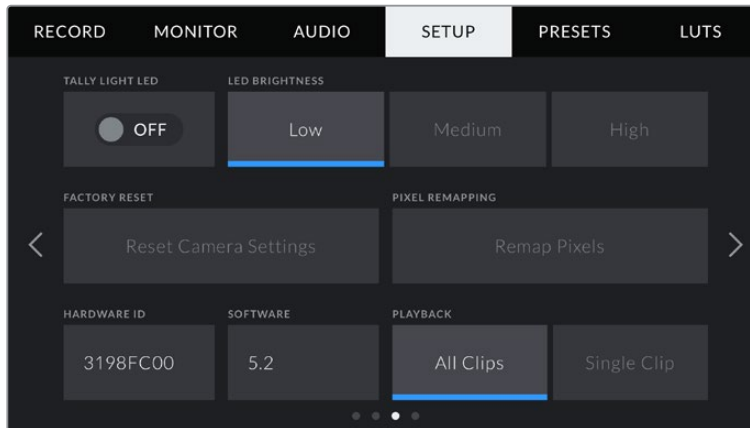 RECORD MONITOR AUDIO SETUP PRESETS LUTS
TALLY LIGHT LED LED BRIGHTNESS
OFF Low Medium High
FACTORY RESET PIXEL REMAPPING
Reset Camera Settings Remap Pixels
HARDWARE ID SOFTWARE PLAYBACK
3198FC00 5.2 All Clips Single Clip